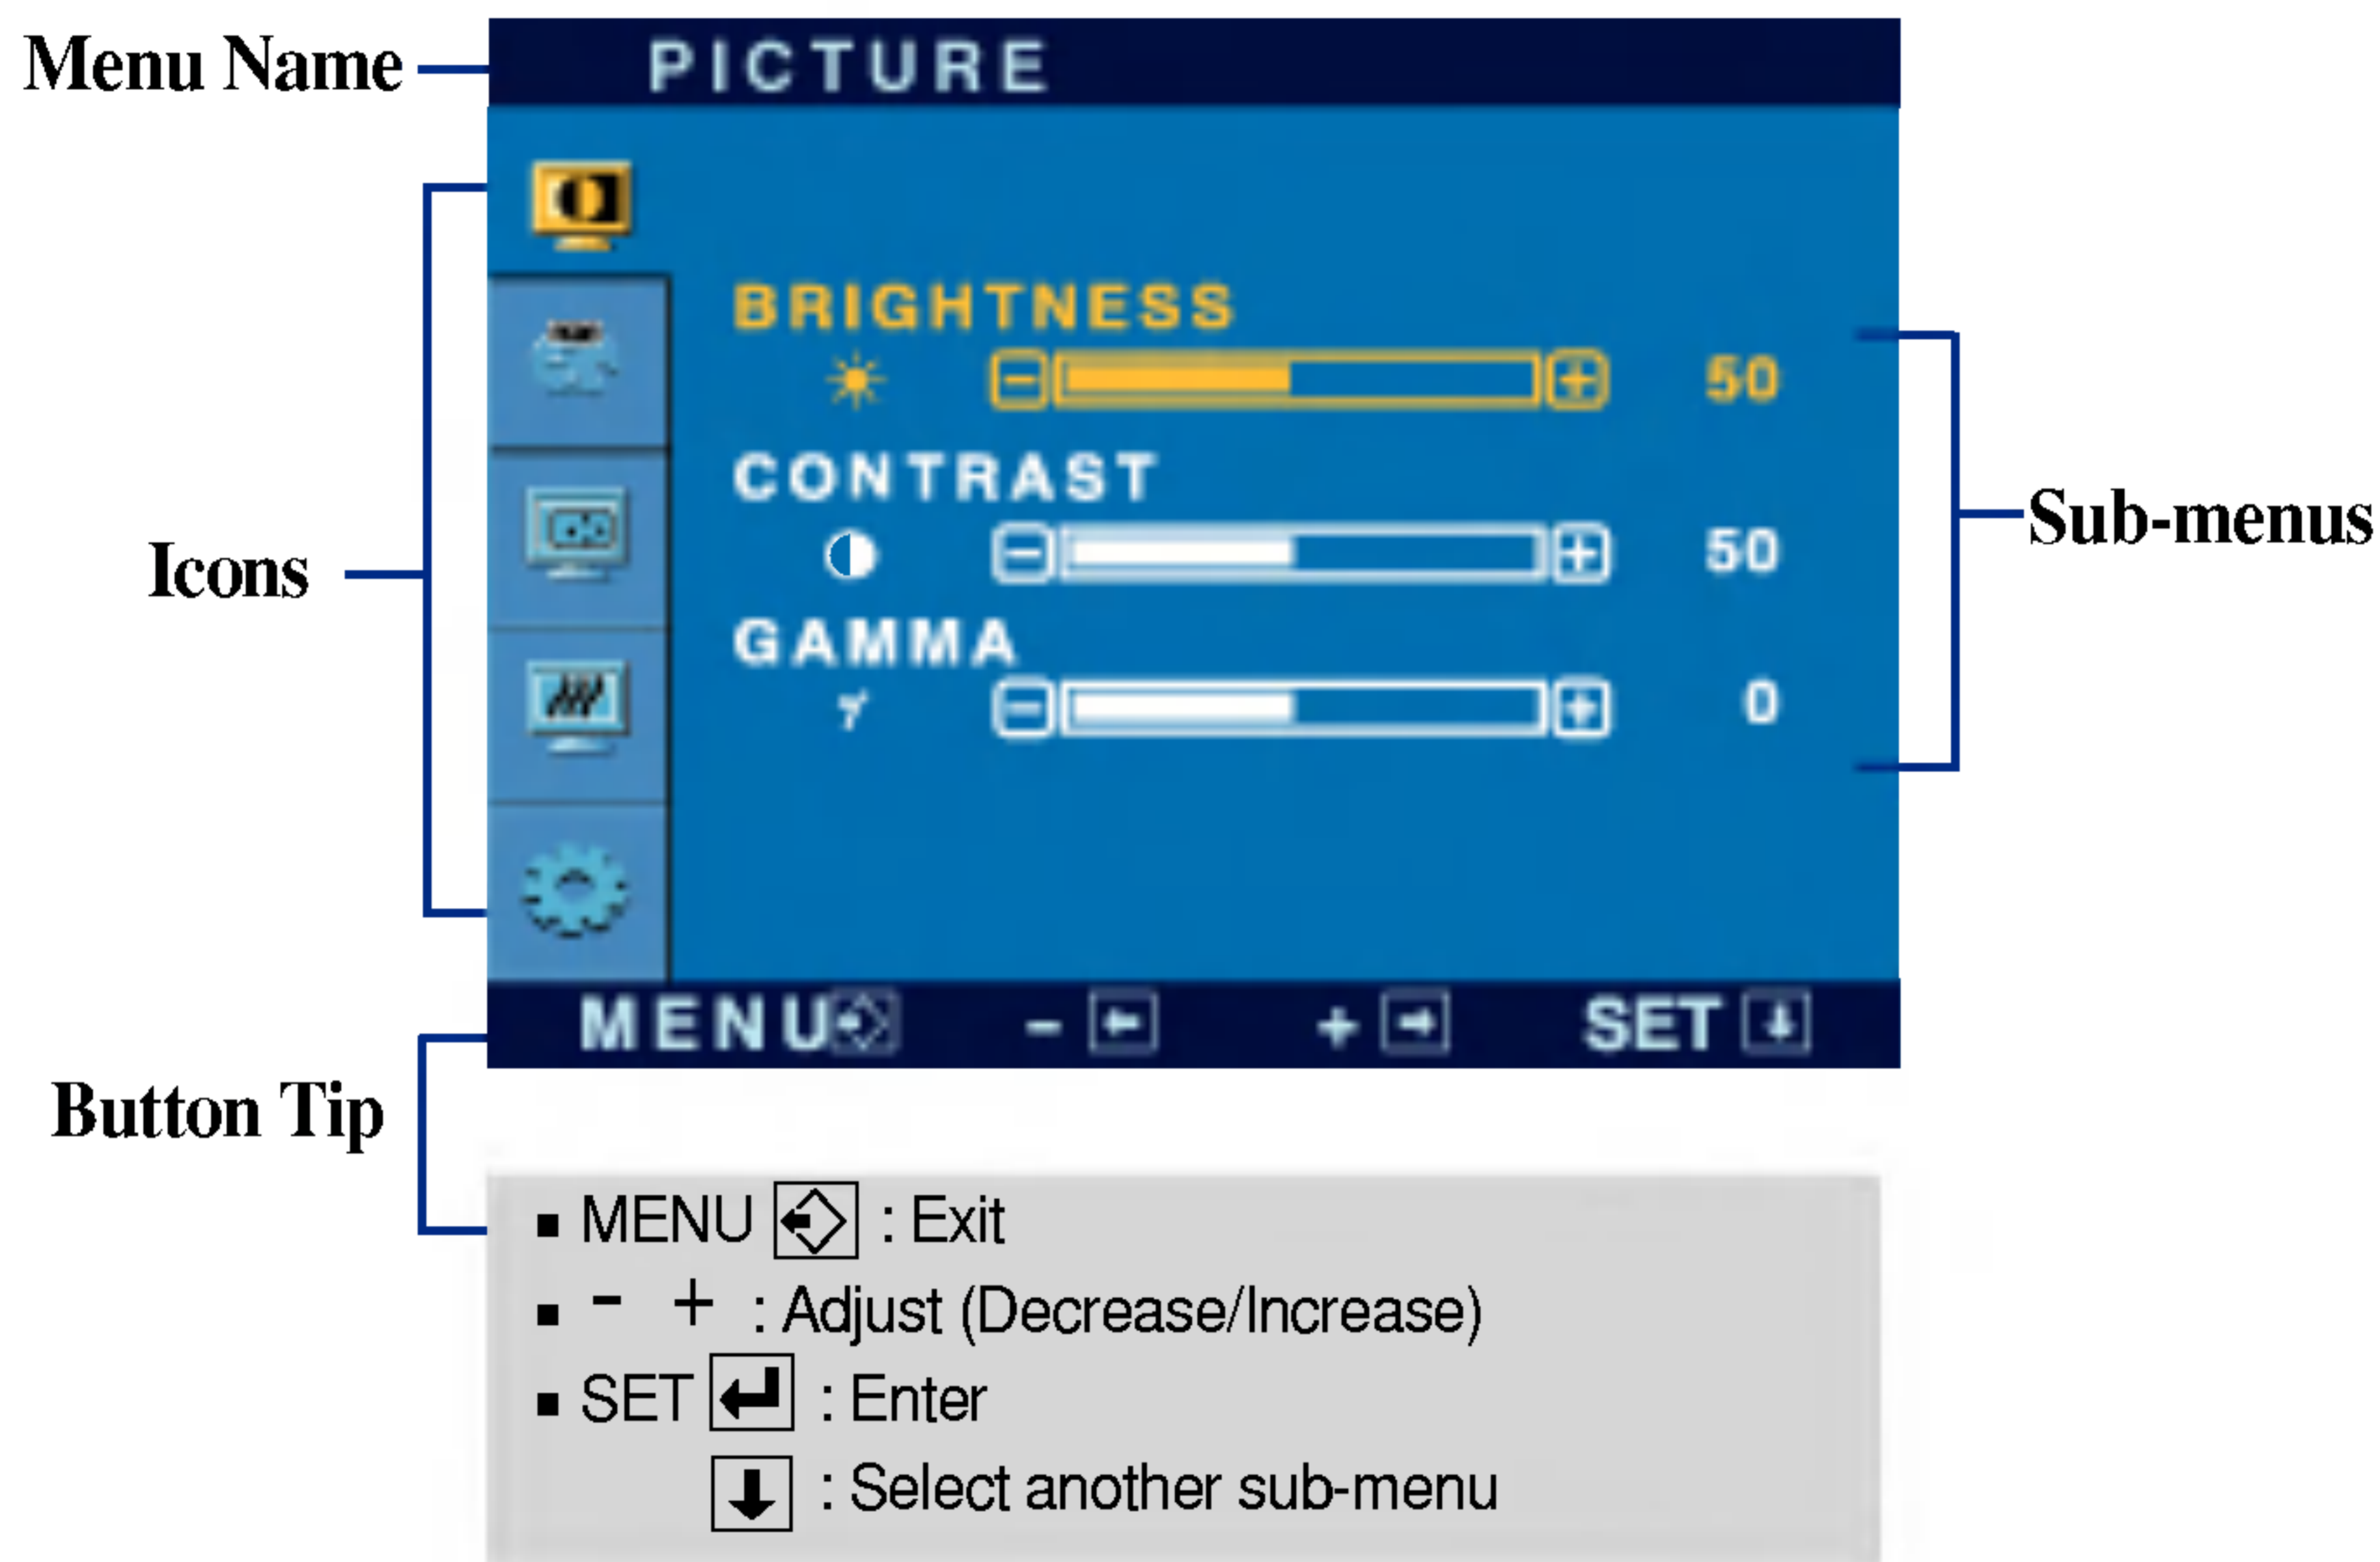 Menu Name
PICTURE
BRIGHTNESS
50
CONTRAST
50
Sub-menus
Icons
GAMMA
0
MENU - + SET
Button Tip
■ MENU : Exit
■ - + : Adjust (Decrease/Increase)
■ SET : Enter
: Select another sub-menu